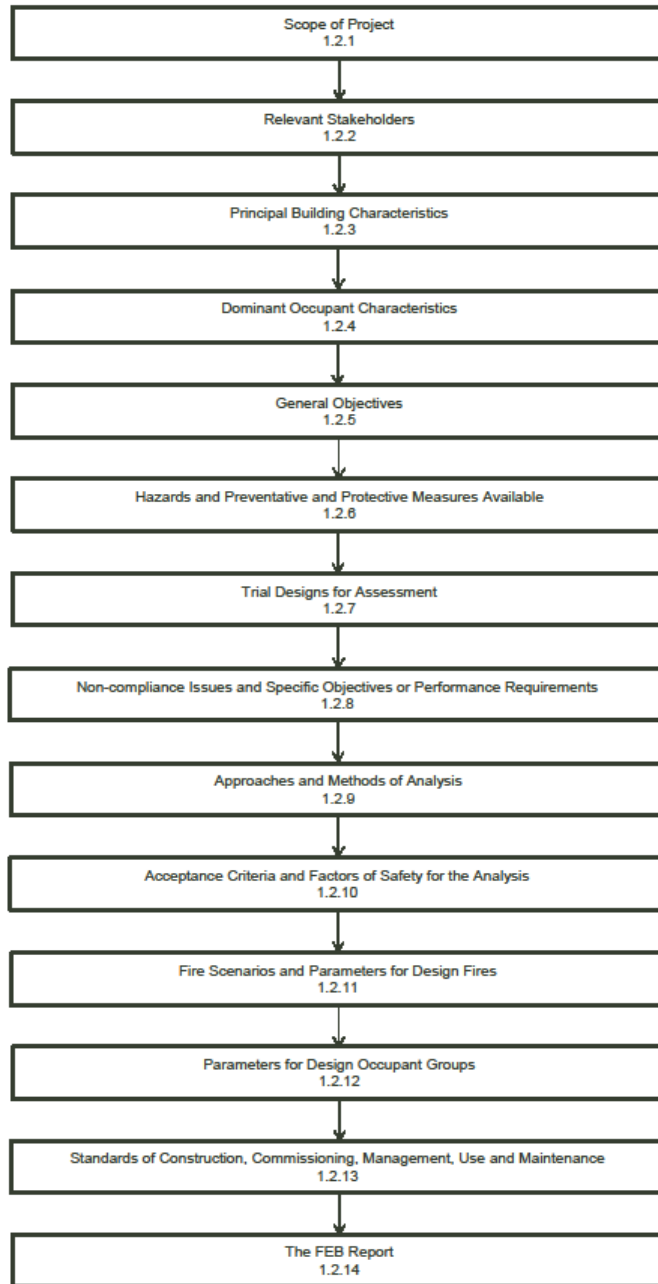 Scope of Project
1.2.1
Relevant Stakeholders
1.2.2
Principal Building Characteristics
1.2.3
Dominant Occupant Characteristics
1.2.4
General Objectives
1.2.5
Hazards and Preventative and Protective Measures Available
1.2.6
Trial Designs for Assessment
1.2.7
Non-compliance Issues and Specific Objectives or Performance Requirements
1.2.8
Approaches and Methods of Analysis
1.2.9
Acceptance Criteria and Factors of Safety for the Analysis
1.2.10
Fire Scenarios and Parameters for Design Fires
1.2.11
Parameters for Design Occupant Groups
1.2.12
Standards of Construction, Commissioning, Management, Use and Maintenance
1.2.13
The FEB Report
1.2.14